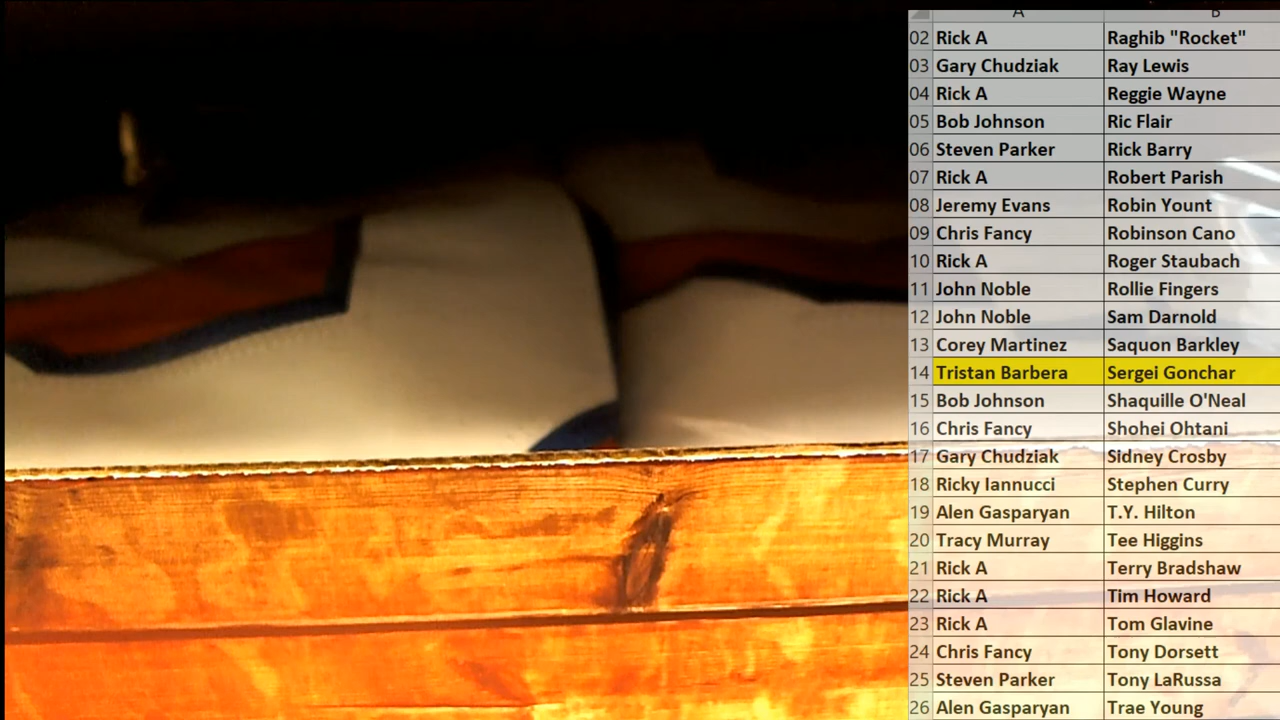 A B
02 Rick A Raghib "Rocket"
03 Gary Chudziak Ray Lewis
04 Rick A Reggie Wayne
05 Bob Johnson Ric Flair
06 Steven Parker Rick Barry
07 Rick A Robert Parish
08 Jeremy Evans Robin Yount
09 Chris Fancy Robinson Cano
10 Rick A Roger Staubach
11 John Noble Rollie Fingers
12 John Noble Sam Darnold
13 Corey Martinez Saquon Barkley
14 Tristan Barbera Sergei Gonchar
15 Bob Johnson Shaquille O'Neal
16 Chris Fancy Shohei Ohtani
17 Gary Chudziak Sidney Crosby
18 Ricky Iannucci Stephen Curry
19 Alen Gasparyan T.Y. Hilton
20 Tracy Murray Tee Higgins
21 Rick A Terry Bradshaw
22 Rick A Tim Howard
23 Rick A Tom Glavine
24 Chris Fancy Tony Dorsett
25 Steven Parker Tony LaRussa
26 Alen Gasparyan Trae Young